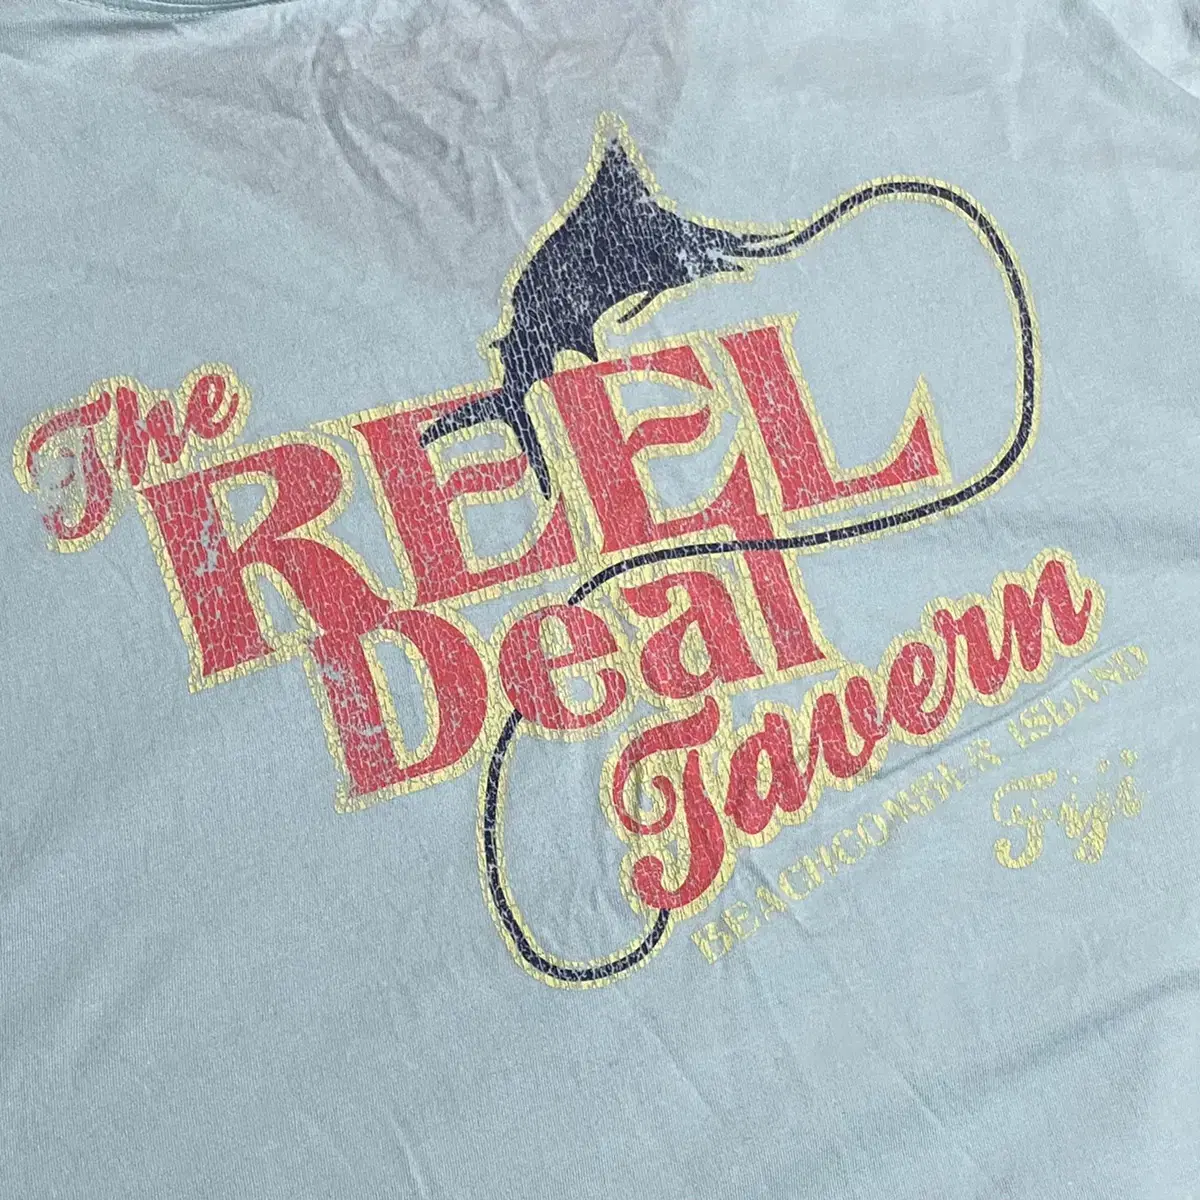 The
REEL
Deal
Tavern
BEACHCOMBER ISLAND
Fiji